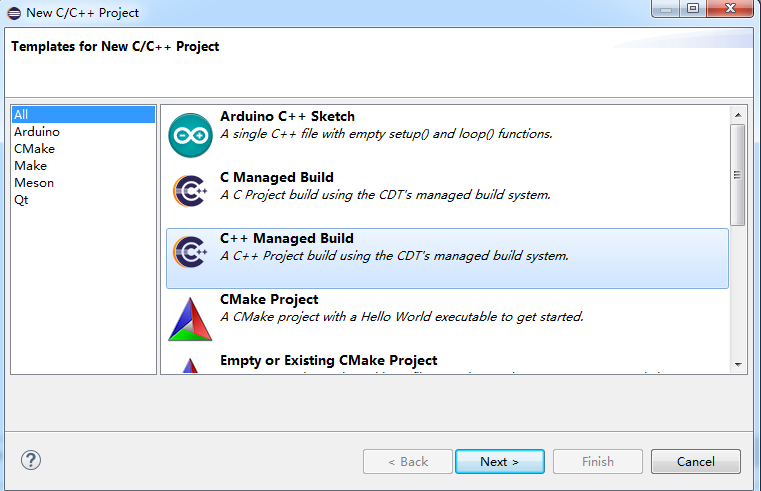 New C/C++ Project
Templates for New C/C++ Project
All
Arduino
CMake
Make
Meson
Qt
Arduino C++ Sketch
A single C++ file with empty setup() and loop() functions.
C Managed Build
A C Project build using the CDT's managed build system.
C++ Managed Build
A C++ Project build using the CDT's managed build system.
CMake Project
A CMake project with a Hello World executable to get started.
Empty or Existing CMake Project
< Back
Next >
Finish
Cancel